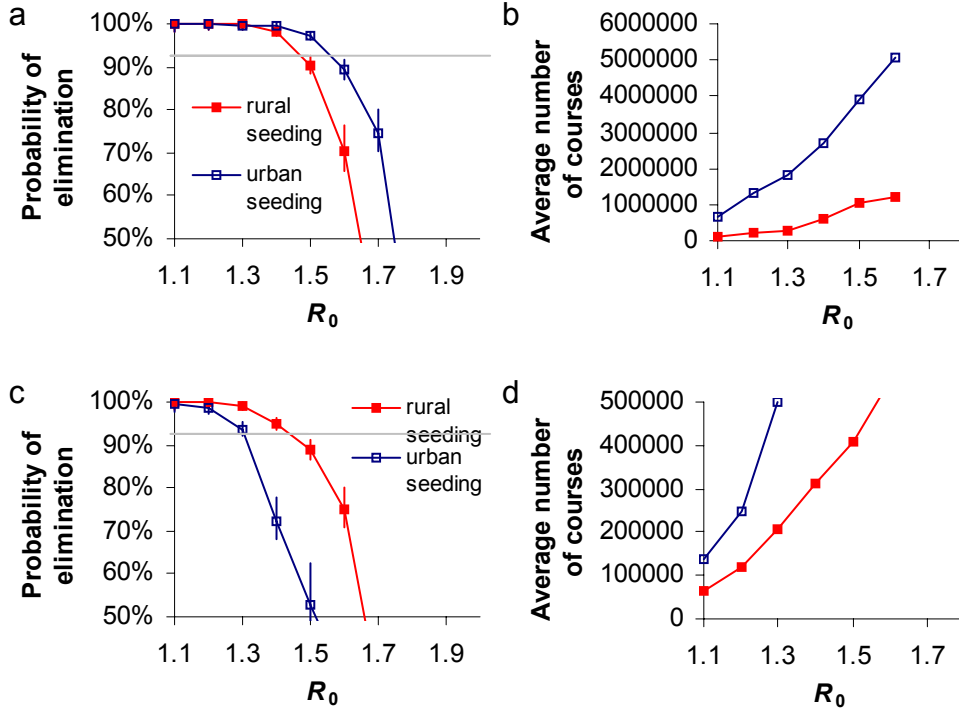 a
Probability of
elimination
100%
90%
80%
70%
60%
50%
rural
seeding
urban
seeding
1.1 1.3 1.5 1.7 1.9
R0
b
Average number
of courses
6000000
5000000
4000000
3000000
2000000
1000000
0
1.1 1.3 1.5 1.7
R0
c
Probability of
elimination
100%
90%
80%
70%
60%
50%
rural
seeding
urban
seeding
1.1 1.3 1.5 1.7 1.9
R0
d
Average number
of courses
500000
400000
300000
200000
100000
0
1.1 1.3 1.5 1.7
R0